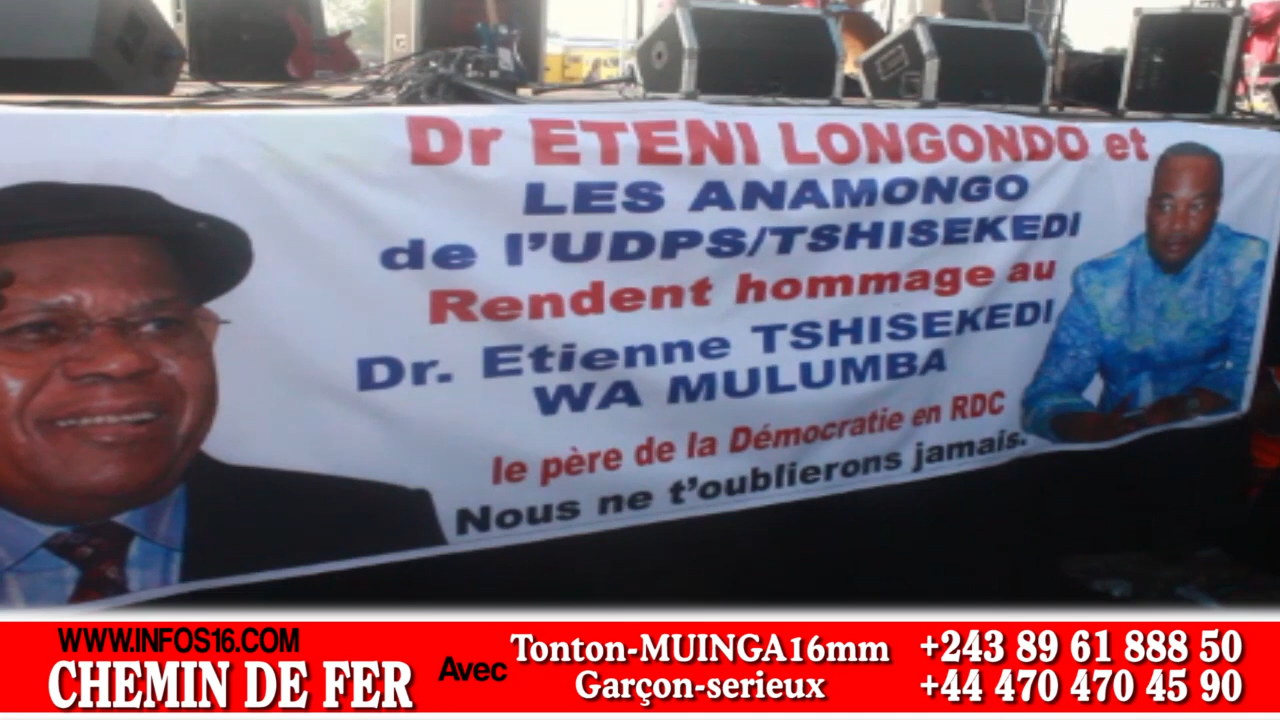 Dr ETENI LONGONDO et
LES ANAMONGO
de l'UDPS/TSHISEKEDI
Rendent hommage au
Dr. Etienne TSHISEKEDI
WA MULUMBA
le père de la Démocratie en RDC
Nous ne t'oublierons jamais.
WWW.INFOS16.COM
CHEMIN DE FER
Avec
Tonton-MUINGA16mm
Garçon-serieux
+243 89 61 888 50
+44 470 470 45 90